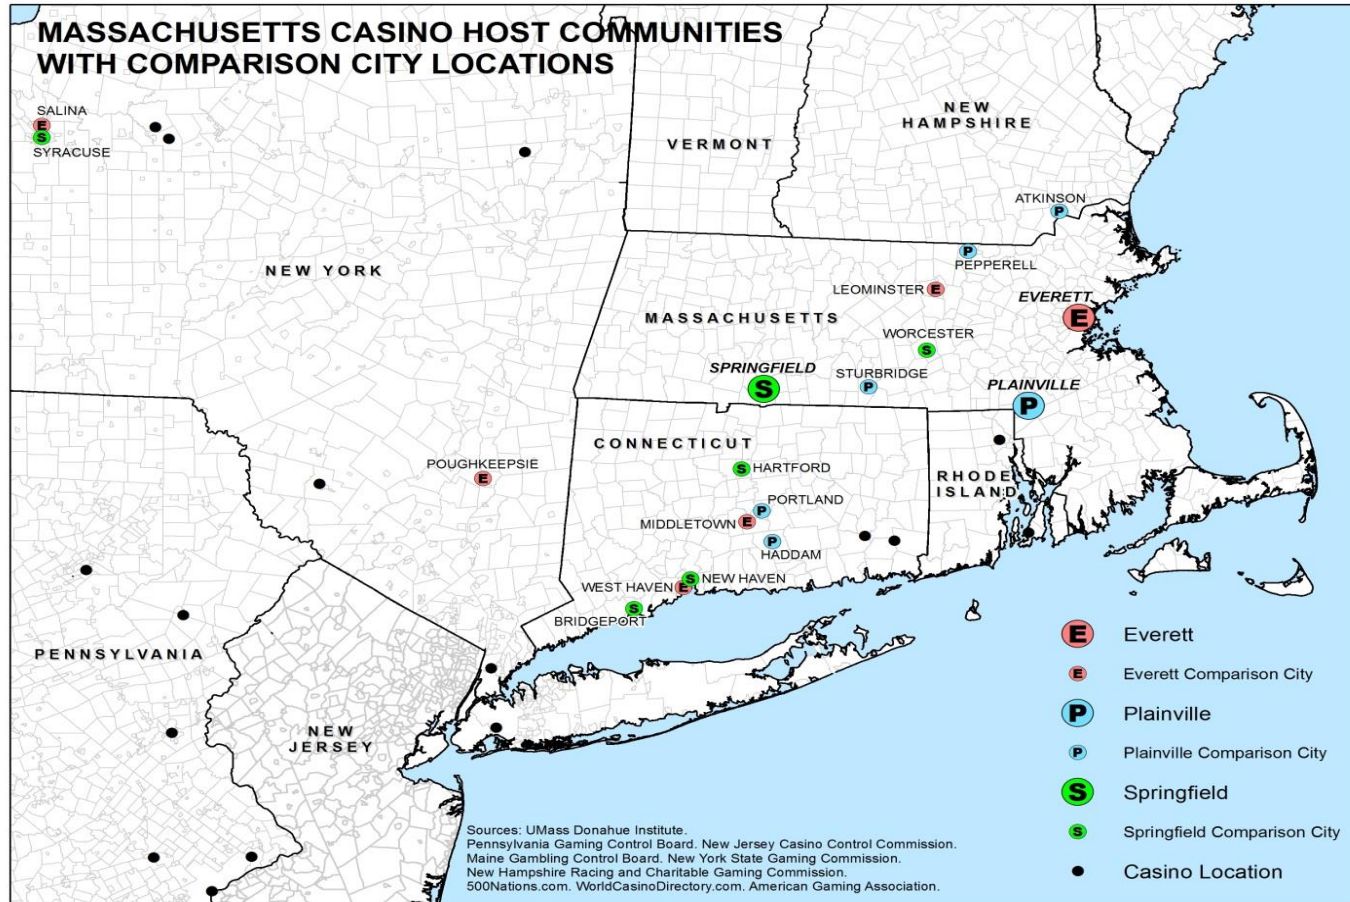 MASSACHUSETTS CASINO HOST COMMUNITIES
WITH COMPARISON CITY LOCATIONS
SALINA
E
S
SYRACUSE
VERMONT
NEW
HAMPSHIRE
ATKINSON
P
P
PEPPERELL
NEW YORK
LEOMINSTER E
EVERETT
E
MASSACHUSETTS
WORCESTER
S
SPRINGFIELD
S
STURBRIDGE
P
PLAINVILLE
P
CONNECTICUT
POUGHKEEPSIE
E
S HARTFORD
RHODE
ISLAND
PORTLAND
P
MIDDLETOWN E
P
HADDAM
S NEW HAVEN
WEST HAVEN E
S
BRIDGEPORT
PENNSYLVANIA
NEW
JERSEY
E Everett
E Everett Comparison City
P Plainville
P Plainville Comparison City
S Springfield
S Springfield Comparison City
Casino Location
Sources: UMass Donahue Institute.
Pennsylvania Gaming Control Board. New Jersey Casino Control Commission.
Maine Gambling Control Board. New York State Gaming Commission.
New Hampshire Racing and Charitable Gaming Commission.
500Nations.com. WorldCasinoDirectory.com. American Gaming Association.